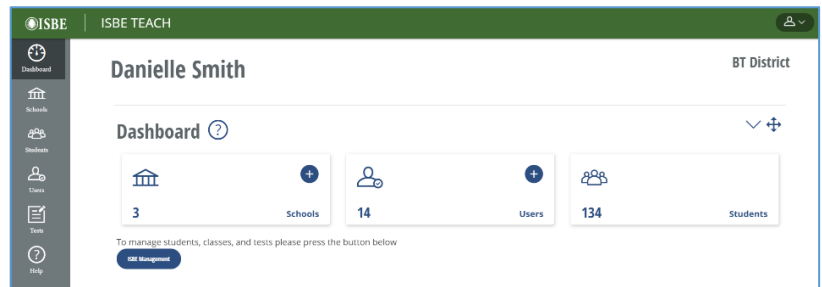 ISBE ISBE TEACH
Dashboard
Schools
Students
Users
Tests
Help
Danielle Smith
BT District
Dashboard ?
3 Schools
14 Users
134 Students
To manage students, classes, and tests please press the button below
ISBE Management